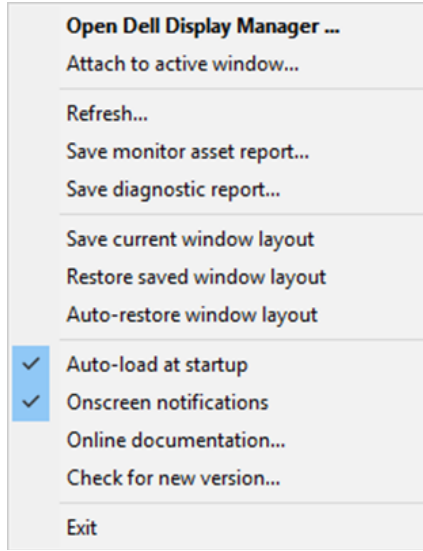 Open Dell Display Manager ...
Attach to active window...
Refresh...
Save monitor asset report...
Save diagnostic report...
Save current window layout
Restore saved window layout
Auto-restore window layout
Auto-load at startup
Onscreen notifications
Online documentation...
Check for new version...
Exit